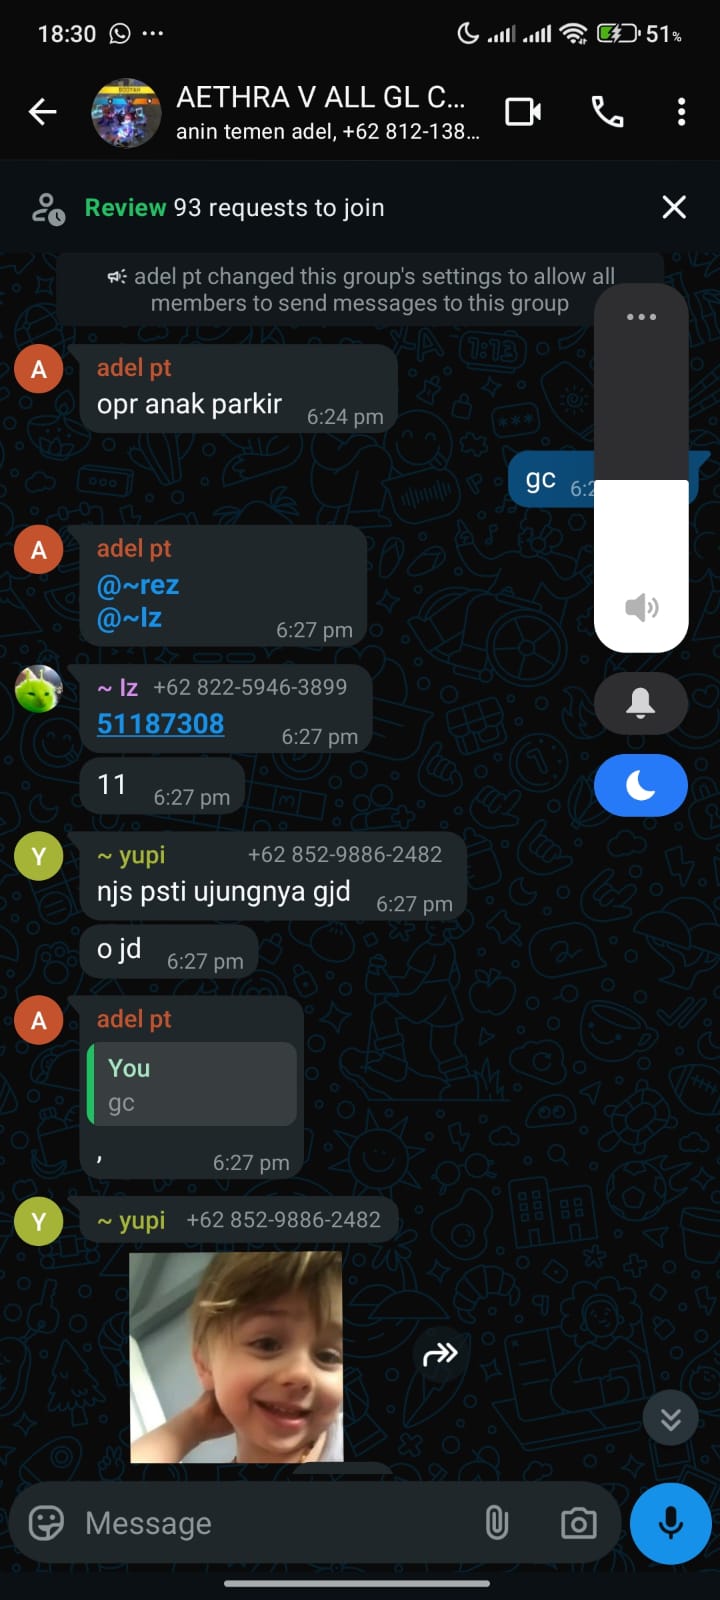 18:30
51%
AETHRA V ALL GL C...
anin temen adel, +62 812-138...
Review 93 requests to join
adel pt changed this group's settings to allow all
members to send messages to this group
A
adel pt
opr anak parkir 6:24 pm
gc
A
adel pt
@~rez
@~lz
6:27 pm
~ lz +62 822-5946-3899
51187308
6:27 pm
11 6:27 pm
Y
~ yupi +62 852-9886-2482
njs psti ujungnya gjd 6:27 pm
o jd 6:27 pm
A
adel pt
You
gc
, 6:27 pm
Y
~ yupi +62 852-9886-2482
Message